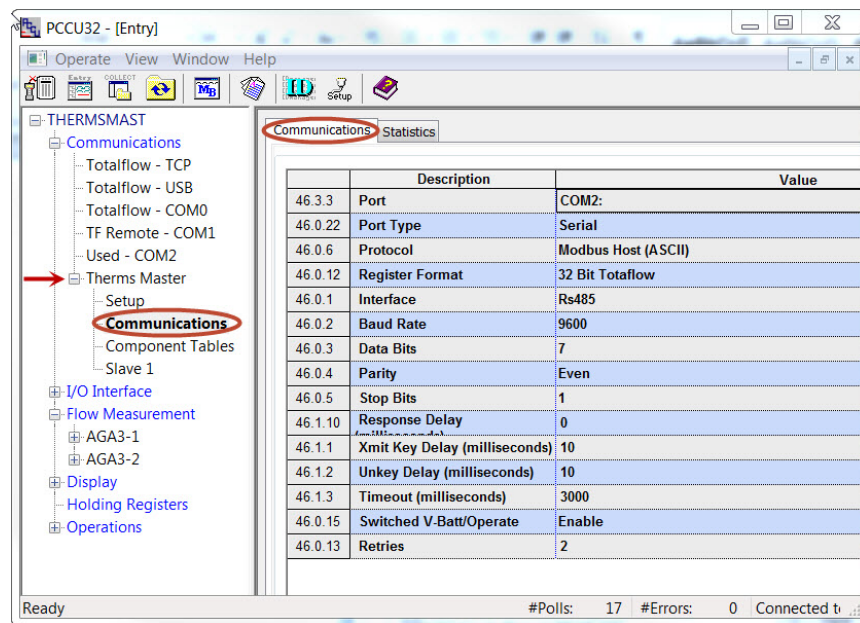 PCCU32 - [Entry]
Operate View Window Help
Entry COLLECT MB ID Setup
THERMSMAST
Communications
Totalflow - TCP
Totalflow - USB
Totalflow - COM0
TF Remote - COM1
Used - COM2
Therms Master
Setup
Communications
Component Tables
Slave 1
I/O Interface
Flow Measurement
AGA3-1
AGA3-2
Display
Holding Registers
Operations
Communications Statistics
Description Value
46.3.3 Port COM2:
46.0.22 Port Type Serial
46.0.6 Protocol Modbus Host (ASCII)
46.0.12 Register Format 32 Bit Totaflow
46.0.1 Interface Rs485
46.0.2 Baud Rate 9600
46.0.3 Data Bits 7
46.0.4 Parity Even
46.0.5 Stop Bits 1
46.1.10 Response Delay 0
46.1.1 Xmit Key Delay (milliseconds) 10
46.1.2 Unkey Delay (milliseconds) 10
46.1.3 Timeout (milliseconds) 3000
46.0.15 Switched V-Batt/Operate Enable
46.0.13 Retries 2
Ready #Polls: 17 #Errors: 0 Connected t